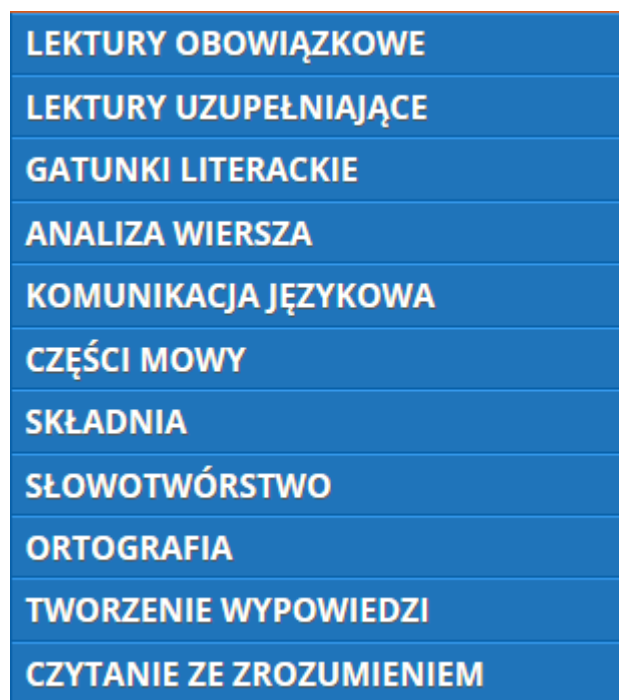 LEKTURY OBOWIĄZKOWE
LEKTURY UZUPEŁNIAJĄCE
GATUNKI LITERACKIE
ANALIZA WIERSZA
KOMUNIKACJA JĘZYKOWA
CZĘŚCI MOWY
SKŁADNIA
SŁOWOTWÓRSTWO
ORTOGRAFIA
TWORZENIE WYPOWIEDZI
CZYTANIE ZE ZROZUMIENIEM